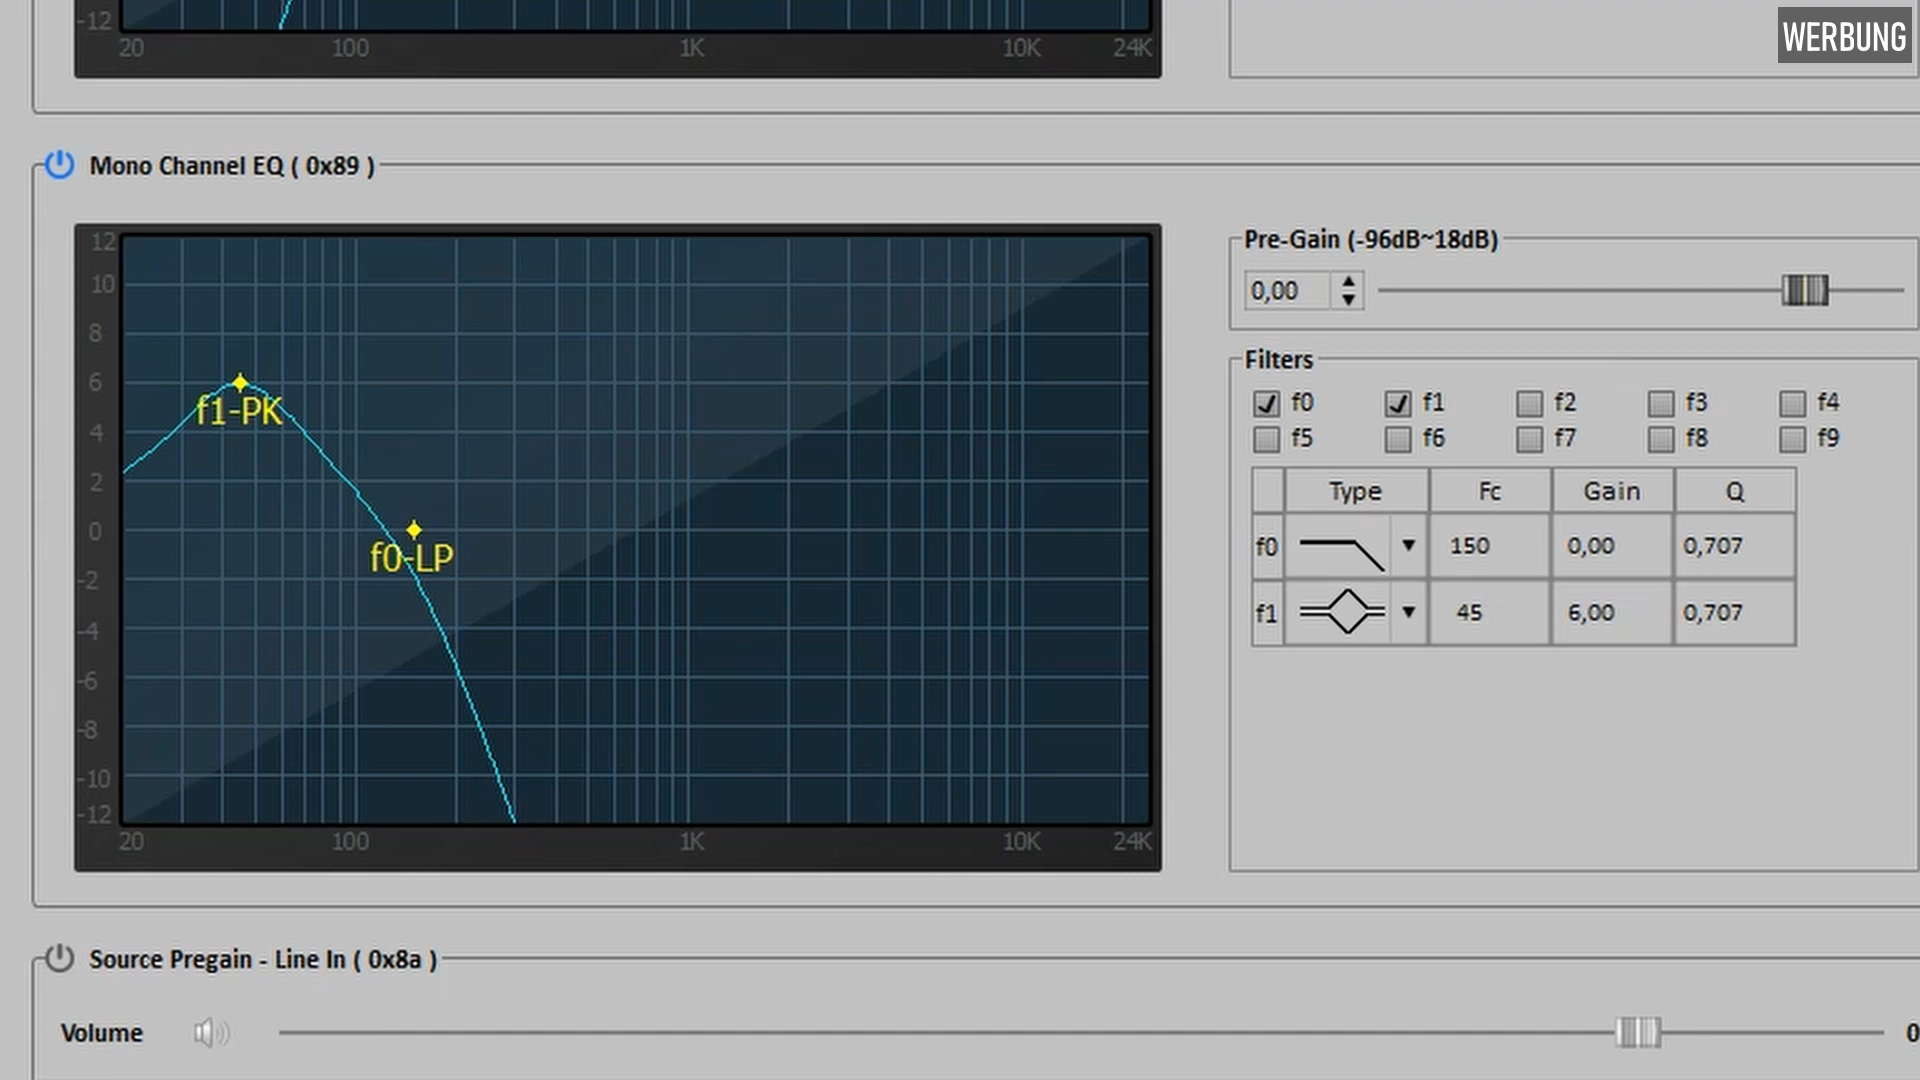 -12
20 100 1K 10K 24K
WERBUNG
Mono Channel EQ ( 0x89 )
12
10
8
6
4
2
0
-2
-4
-6
-8
-10
-12
20 100 1K 10K 24K
f1-PK
f0-LP
Pre-Gain (-96dB~18dB)
0,00
Filters
f0 f1 f2 f3 f4
f5 f6 f7 f8 f9
Type Fc Gain Q
f0 150 0,00 0,707
f1 45 6,00 0,707
Source Pregain - Line In ( 0x8a )
Volume 0